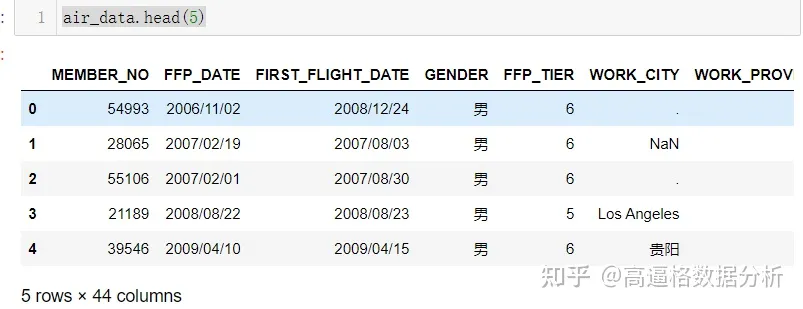 1 air_data.head(5)
MEMBER_NO FFP_DATE FIRST_FLIGHT_DATE GENDER FFP_TIER WORK_CITY WORK_PROV
0 54993 2006/11/02 2008/12/24 男 6 .
1 28065 2007/02/19 2007/08/03 男 6 NaN
2 55106 2007/02/01 2007/08/30 男 6 .
3 21189 2008/08/22 2008/08/23 男 5 Los Angeles
4 39546 2009/04/10 2009/04/15 男 6 贵阳
知乎 @高逼格数据分析
5 rows × 44 columns